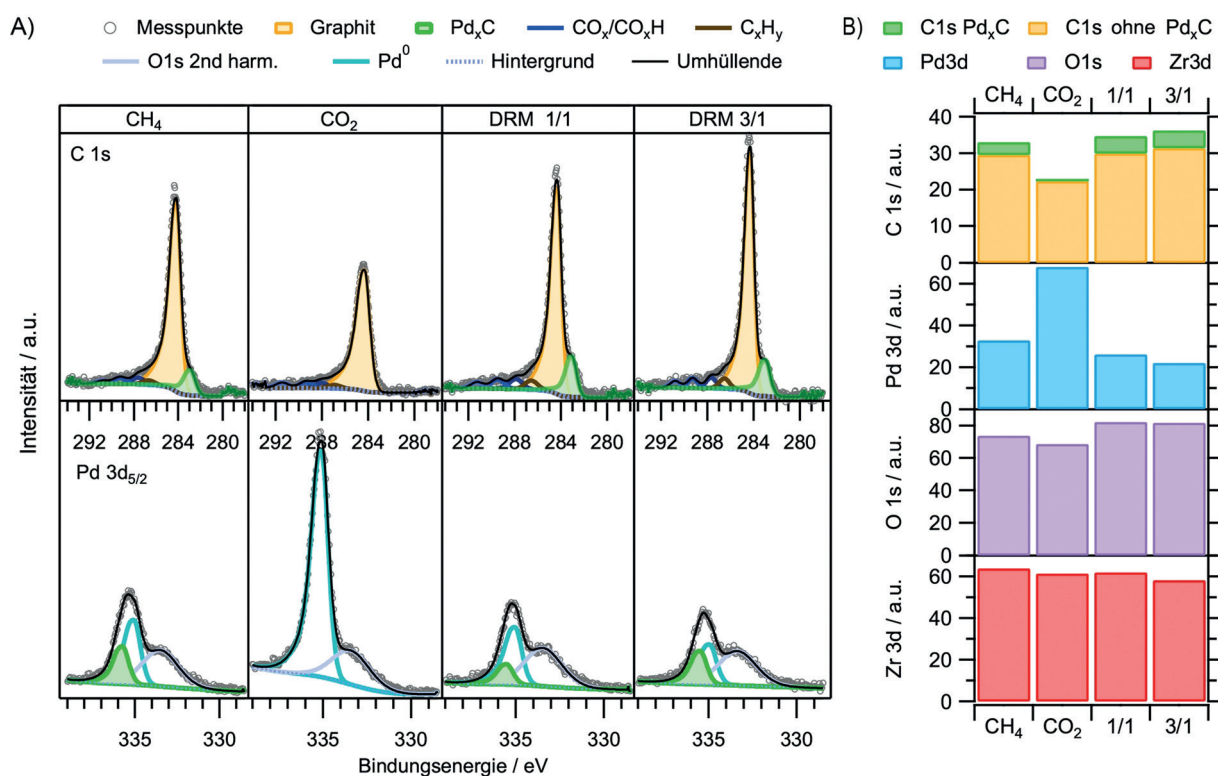 A)
Messpunkte Graphit PdxC COx/COxH CxHy
O1s 2nd harm. Pd0 Hintergrund Umhüllende
CH4 CO2 DRM 1/1 DRM 3/1
C 1s
292 288 284 280 292 288 284 280 292 288 284 280 292 288 284 280
Pd 3d5/2
335 330 335 330 335 330 335 330
Bindungsenergie / eV
Intensität / a.u.
B)
C1s PdxC C1s ohne PdxC
Pd3d O1s Zr3d
CH4 CO2 1/1 3/1
40
30
20
10
0
C 1s / a.u.
60
40
20
0
Pd 3d / a.u.
80
60
40
20
0
O 1s / a.u.
60
40
20
0
Zr 3d / a.u.
CH4 CO2 1/1 3/1